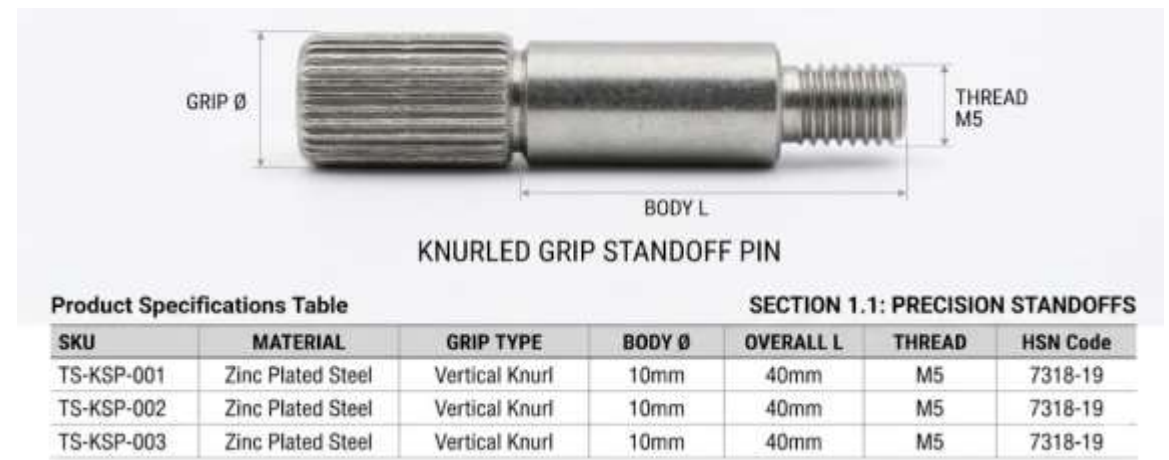 GRIP Ø
THREAD
M5
BODY L
KNURLED GRIP STANDOFF PIN
Product Specifications Table
SECTION 1.1: PRECISION STANDOFFS
SKU MATERIAL GRIP TYPE BODY Ø OVERALL L THREAD HSN Code
TS-KSP-001 Zinc Plated Steel Vertical Knurl 10mm 40mm M5 7318-19
TS-KSP-002 Zinc Plated Steel Vertical Knurl 10mm 40mm M5 7318-19
TS-KSP-003 Zinc Plated Steel Vertical Knurl 10mm 40mm M5 7318-19